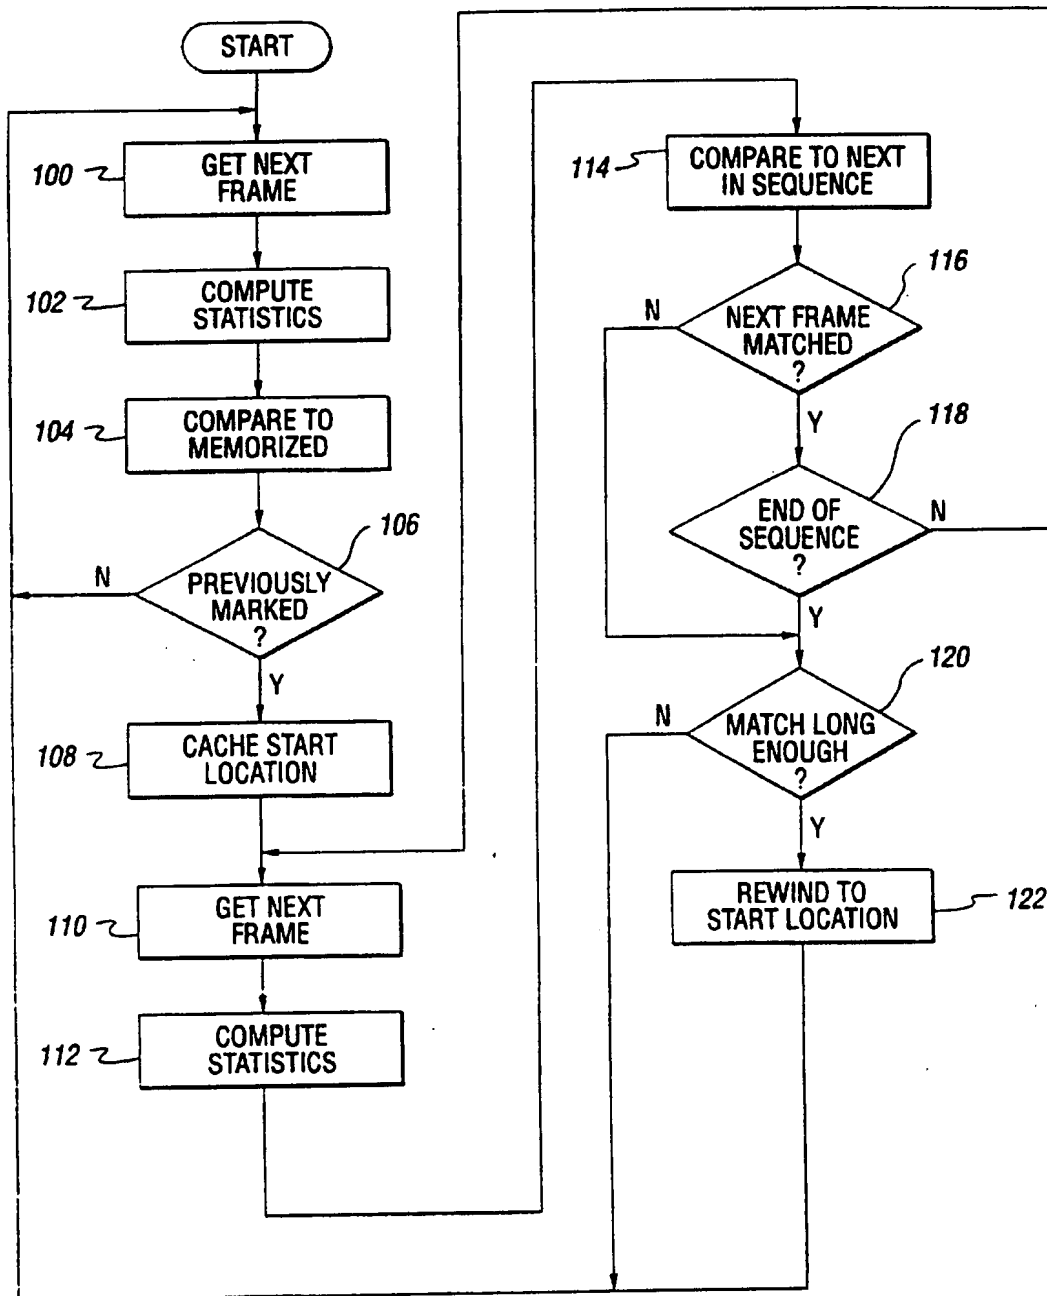 START
100
GET NEXT
FRAME
102
COMPUTE
STATISTICS
104
COMPARE TO
MEMORIZED
106
N
PREVIOUSLY
MARKED
?
Y
108
CACHE START
LOCATION
110
GET NEXT
FRAME
112
COMPUTE
STATISTICS
114
COMPARE TO NEXT
IN SEQUENCE
116
N
NEXT FRAME
MATCHED
?
Y
118
N
END OF
SEQUENCE
?
Y
120
N
MATCH LONG
ENOUGH
?
Y
REWIND TO
START LOCATION
122